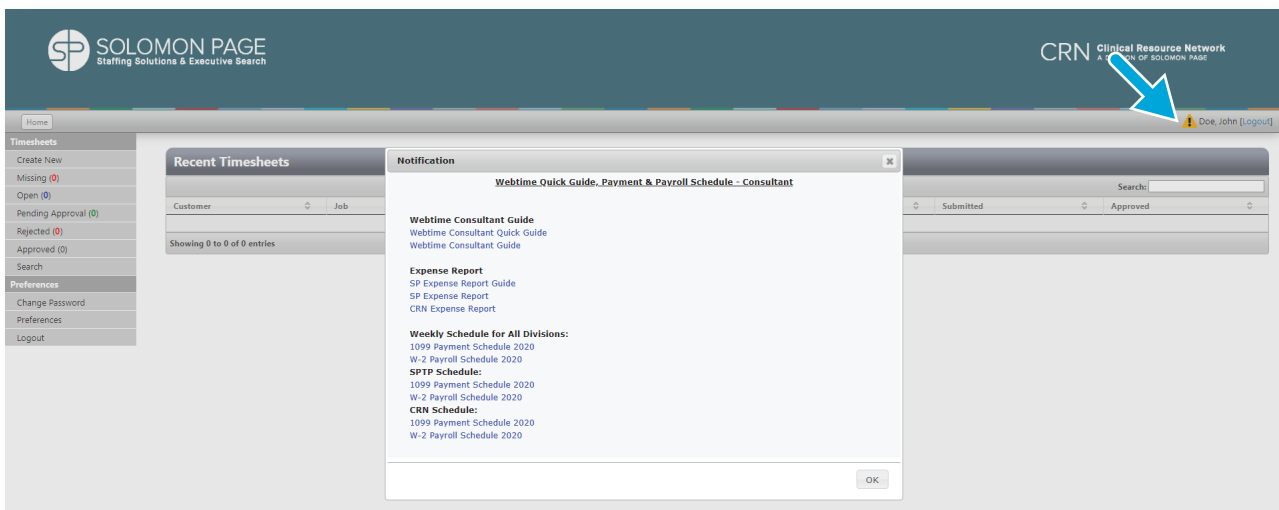 SP SOLOMON PAGE
Staffing Solutions & Executive Search
CRN Clinical Resource Network
A DIVISION OF SOLOMON PAGE
Home
Doe, John [Logout]
Timesheets
Create New
Missing (0)
Open (0)
Pending Approval (0)
Rejected (0)
Approved (0)
Search
Preferences
Change Password
Preferences
Logout
Recent Timesheets
Search:
Customer Job Submitted Approved
Showing 0 to 0 of 0 entries
Notification
Webtime Quick Guide, Payment & Payroll Schedule - Consultant
Webtime Consultant Guide
Webtime Consultant Quick Guide
Webtime Consultant Guide
Expense Report
SP Expense Report Guide
SP Expense Report
CRN Expense Report
Weekly Schedule for All Divisions:
1099 Payment Schedule 2020
W-2 Payroll Schedule 2020
SPTP Schedule:
1099 Payment Schedule 2020
W-2 Payroll Schedule 2020
CRN Schedule:
1099 Payment Schedule 2020
W-2 Payroll Schedule 2020
OK